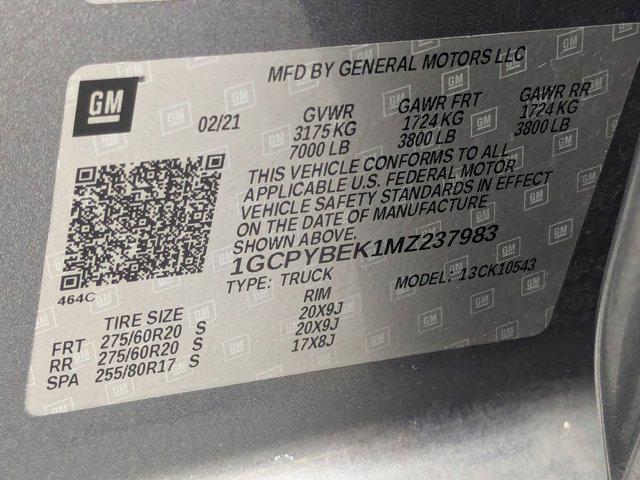 MFD BY GENERAL MOTORS LLC
GM
02/21
GVWR GAWR FRT GAWR RR
3175 KG 1724 KG 1724 KG
7000 LB 3800 LB 3800 LB
THIS VEHICLE CONFORMS TO ALL
APPLICABLE U.S. FEDERAL MOTOR
VEHICLE SAFETY STANDARDS IN EFFECT
ON THE DATE OF MANUFACTURE
SHOWN ABOVE.
1GCPYBEK1MZ237983
TYPE: TRUCK MODEL: 13CK10543
464C
TIRE SIZE RIM
FRT 275/60R20 S 20X9J
RR 275/60R20 S 20X9J
SPA 255/80R17 S 17X8J